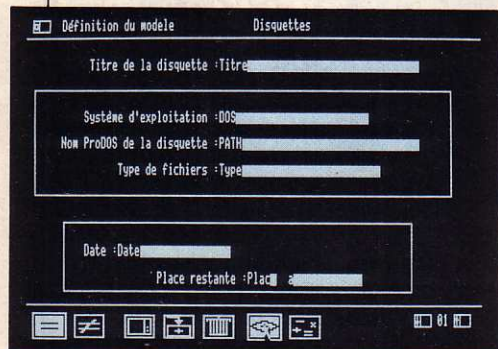 Définition du modele Disquettes
Titre de la disquette :Titre
Système d'exploitation :DOS
Nom ProDOS de la disquette :PATH
Type de fichiers :Type
Date :Date
Place restante :Plac a
01